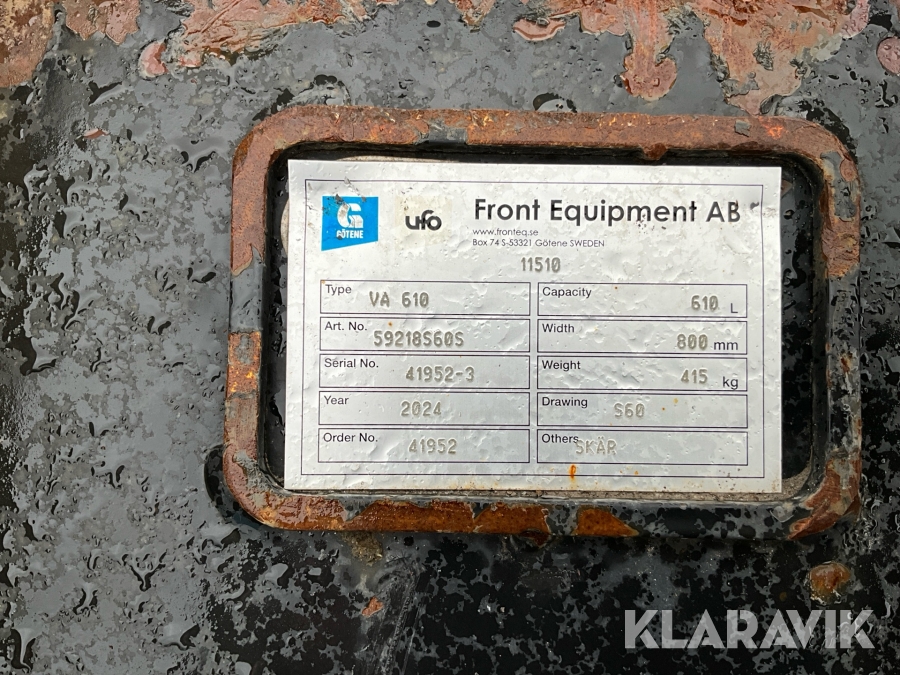 G
GÖTENE
ufo
Front Equipment AB
www.fronteq.se
Box 74 S-53321 Götene SWEDEN
11510
Type VA 610
Capacity 610 L
Art. No. 59218S60S
Width 800 mm
Serial No. 41952-3
Weight 415 kg
Year 2024
Drawing S60
Order No. 41952
Others SKÄR
KLARAVIK